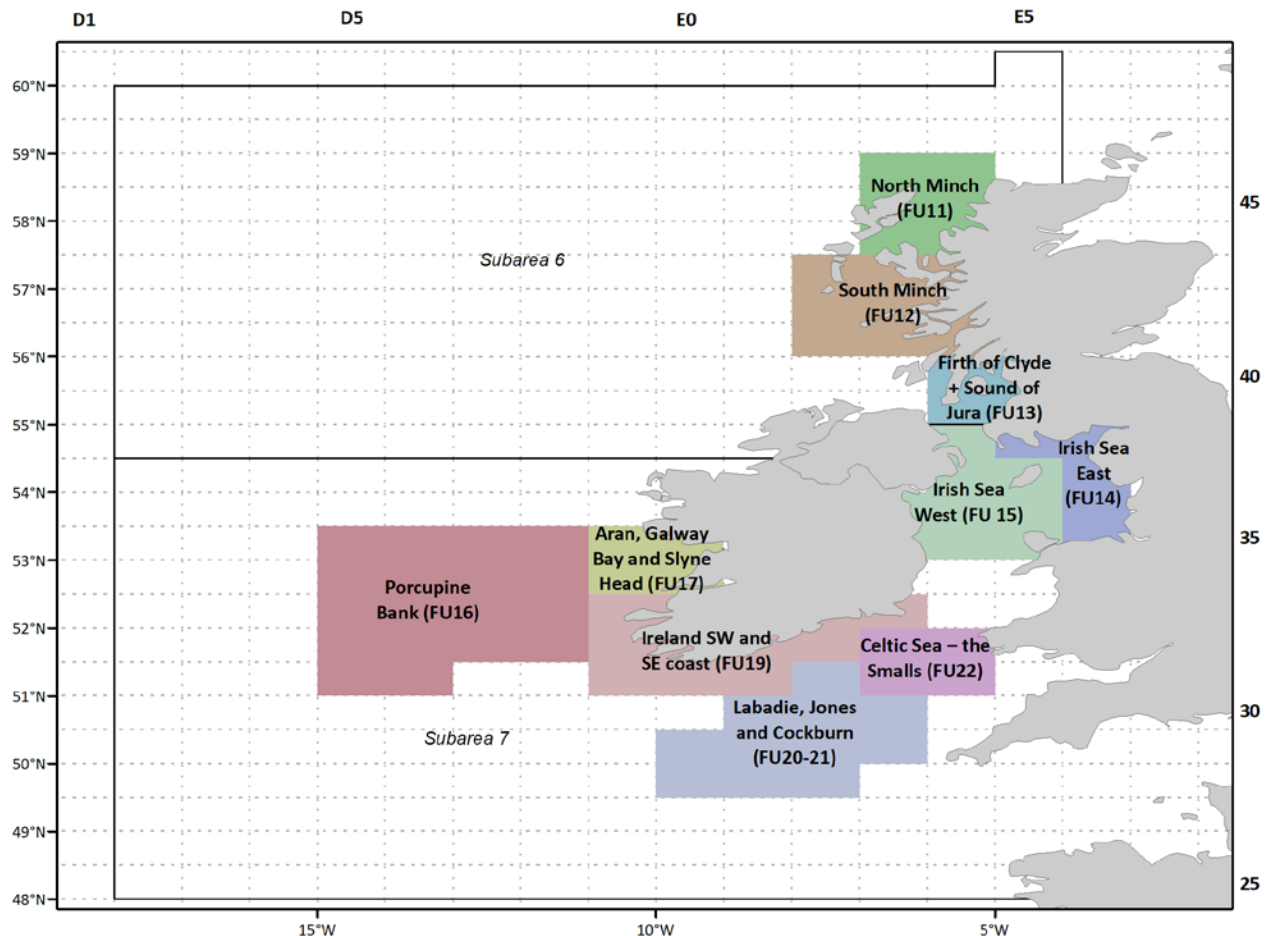 D1 D5 E0 E5
60°N
59°N
North Minch
(FU11)
45
58°N
Subarea 6
57°N
South Minch
(FU12)
56°N
Firth of Clyde
+ Sound of
Jura (FU13)
40
55°N
Irish Sea
East
(FU14)
54°N
Irish Sea
West (FU 15)
Aran, Galway
Bay and Slyne
Head (FU17)
35
53°N
Porcupine
Bank (FU16)
52°N
Ireland SW and
SE coast (FU19)
Celtic Sea – the
Smalls (FU22)
51°N
Labadie, Jones
and Cockburn
(FU20-21)
30
Subarea 7
50°N
49°N
25
48°N
15°W 10°W 5°W